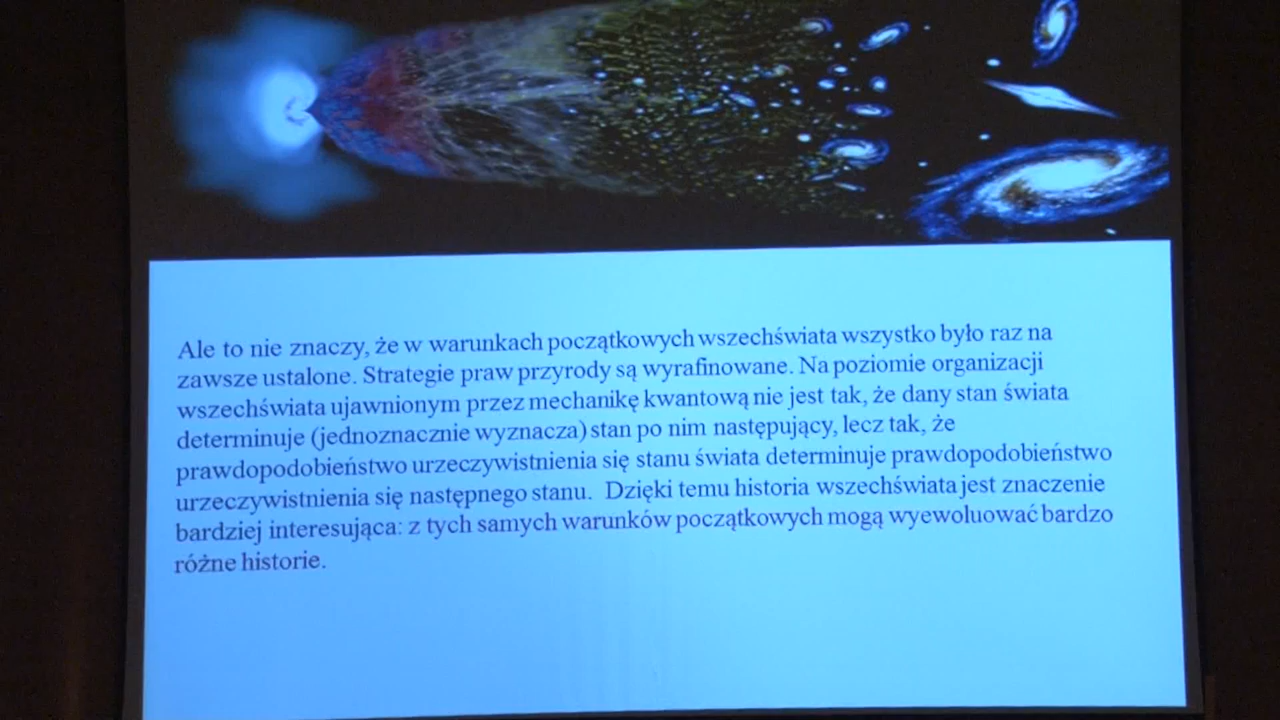 Ale to nie znaczy, że w warunkach początkowych wszechświata wszystko było raz na
zawsze ustalone. Strategie praw przyrody są wyrafinowane. Na poziomie organizacji
wszechświata ujawnionym przez mechanikę kwantową nie jest tak, że dany stan świata
determinuje (jednoznacznie wyznacza) stan po nim następujący, lecz tak, że
prawdopodobieństwo urzeczywistnienia się stanu świata determinuje prawdopodobieństwo
urzeczywistnienia się następnego stanu. Dzięki temu historia wszechświata jest znaczenie
bardziej interesująca: z tych samych warunków początkowych mogą wyewoluować bardzo
różne historie.